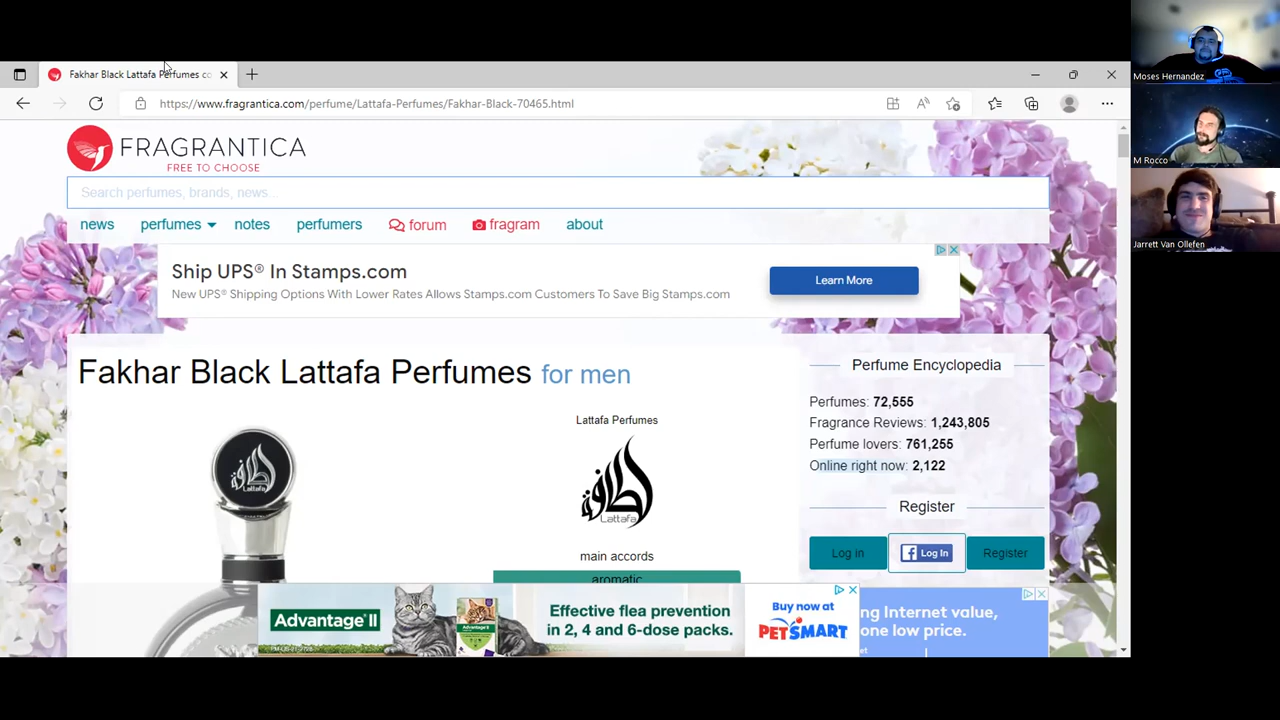 Fakhar Black Lattafa Perfumes co
https://www.fragrantica.com/perfume/Lattafa-Perfumes/Fakhar-Black-70465.html
FRAGRANTICA
FREE TO CHOOSE
Search perfumes, brands, news...
news perfumes notes perfumers forum fragram about
Ship UPS® In Stamps.com
New UPS® Shipping Options With Lower Rates Allows Stamps.com Customers To Save Big Stamps.com
Learn More
Fakhar Black Lattafa Perfumes for men
لطافة
Lattafa
Lattafa Perfumes
لطافة
Lattafa
main accords
aromatic
Perfume Encyclopedia
Perfumes: 72,555
Fragrance Reviews: 1,243,805
Perfume lovers: 761,255
Online right now: 2,122
Register
Log in
Log In
Register
Advantage II
Effective flea prevention
in 2, 4 and 6-dose packs.
Buy now at
PETSMART
ng Internet value,
one low price.
et
Moses Hernandez
M Rocco
Jarrett Van Ollefen